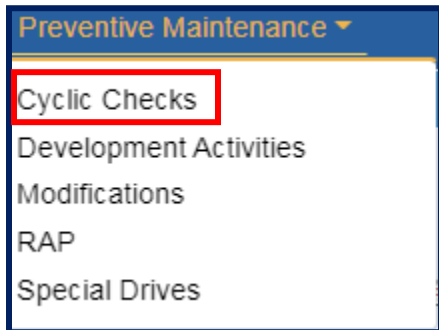 Preventive Maintenance
Cyclic Checks
Development Activities
Modifications
RAP
Special Drives